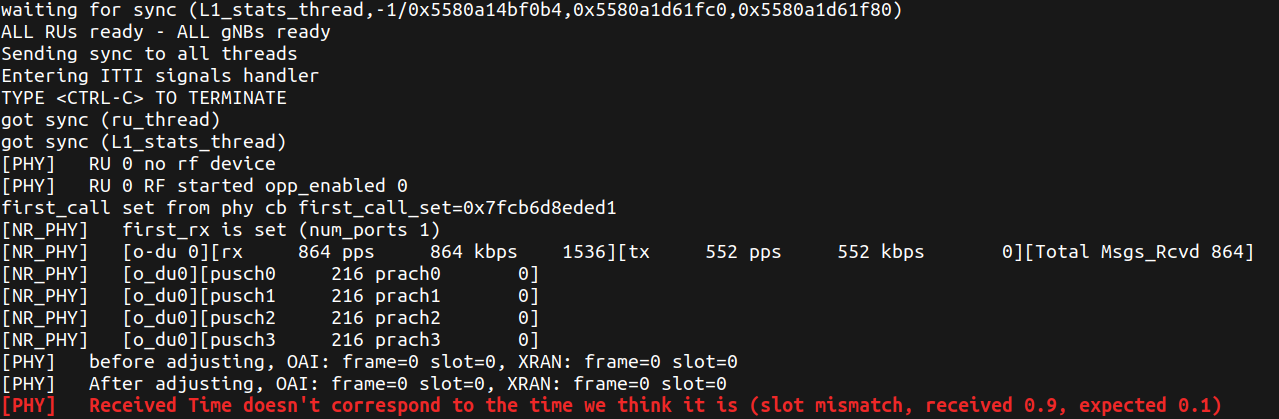 waiting for sync (L1_stats_thread,-1/0x5580a14bf0b4,0x5580a1d61fc0,0x5580a1d61f80)
ALL RUs ready - ALL gNBs ready
Sending sync to all threads
Entering ITTI signals handler
TYPE <CTRL-C> TO TERMINATE
got sync (ru_thread)
got sync (L1_stats_thread)
[PHY]   RU 0 no rf device
[PHY]   RU 0 RF started opp_enabled 0
first_call set from phy cb first_call_set=0x7fcb6d8eded1
[NR_PHY]   first_rx is set (num_ports 1)
[NR_PHY]   [o-du 0][rx     864 pps     864 kbps    1536][tx     552 pps     552 kbps       0][Total Msgs_Rcvd 864]
[NR_PHY]   [o_du0][pusch0     216 prach0       0]
[NR_PHY]   [o_du0][pusch1     216 prach1       0]
[NR_PHY]   [o_du0][pusch2     216 prach2       0]
[NR_PHY]   [o_du0][pusch3     216 prach3       0]
[PHY]   before adjusting, OAI: frame=0 slot=0, XRAN: frame=0 slot=0
[PHY]   After adjusting, OAI: frame=0 slot=0, XRAN: frame=0 slot=0
[PHY]   Received Time doesn't correspond to the time we think it is (slot mismatch, received 0.9, expected 0.1)